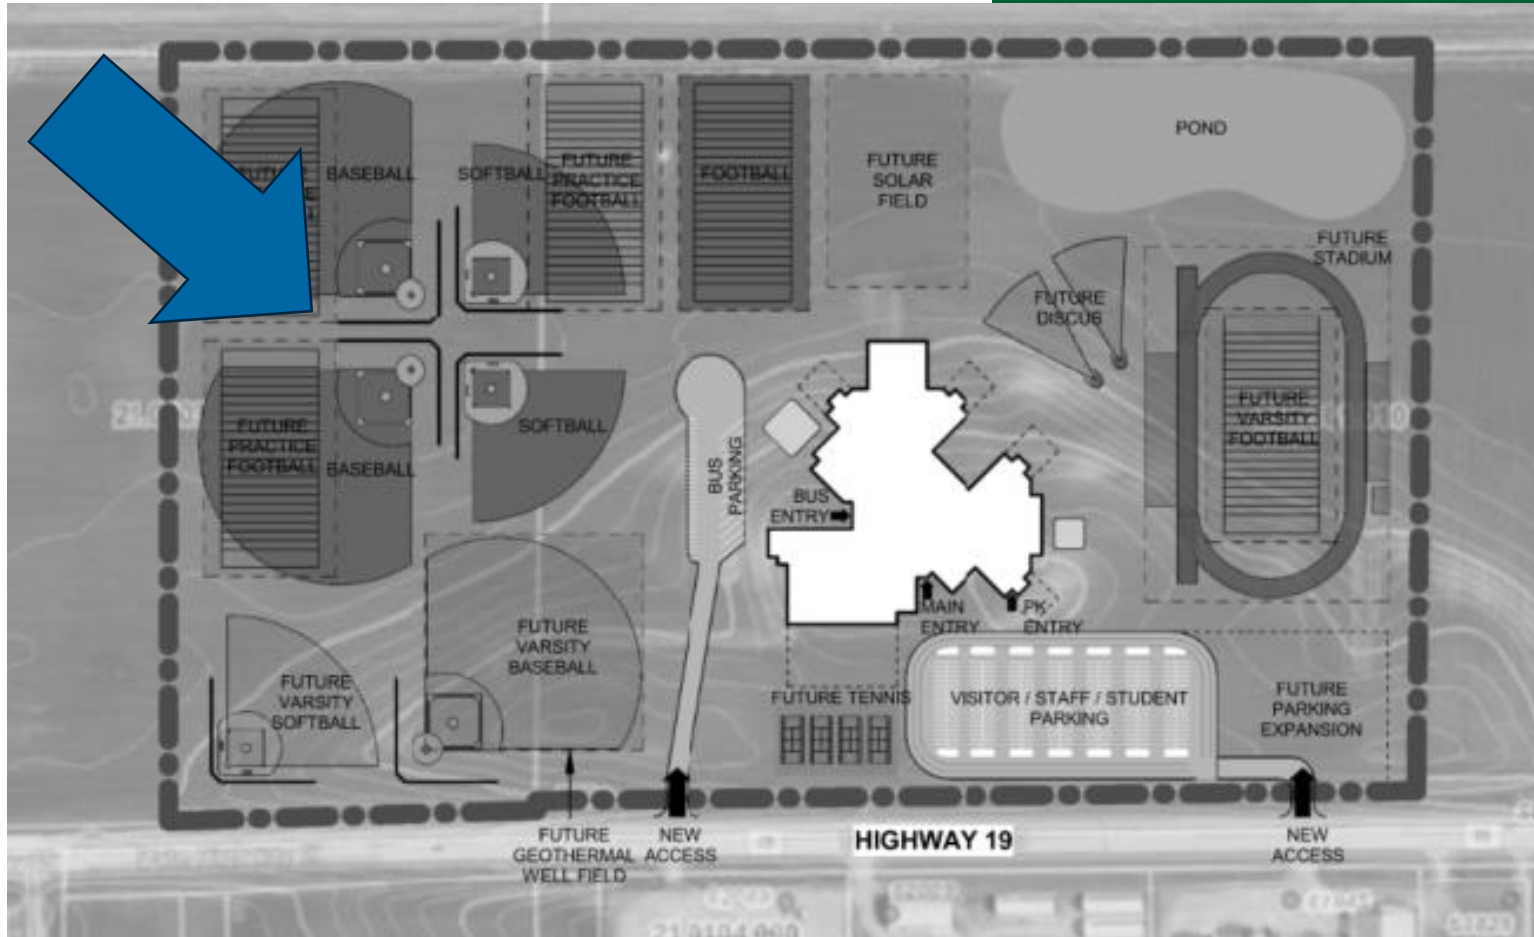 POND
FUTURE
BASEBALL
SOFTBALL
FUTURE
PRACTICE
FOOTBALL
FOOTBALL
FUTURE
SOLAR
FIELD
FUTURE
STADIUM
FUTURE
DISCUS
FUTURE
PRACTICE
FOOTBALL
BASEBALL
SOFTBALL
BUS
PARKING
FUTURE
VARSITY
FOOTBALL
BUS
ENTRY
MAIN
ENTRY
PK
ENTRY
FUTURE
VARSITY
BASEBALL
FUTURE
VARSITY
SOFTBALL
FUTURE TENNIS
VISITOR / STAFF / STUDENT
PARKING
FUTURE
PARKING
EXPANSION
FUTURE
GEOTHERMAL
WELL FIELD
NEW
ACCESS
HIGHWAY 19
NEW
ACCESS